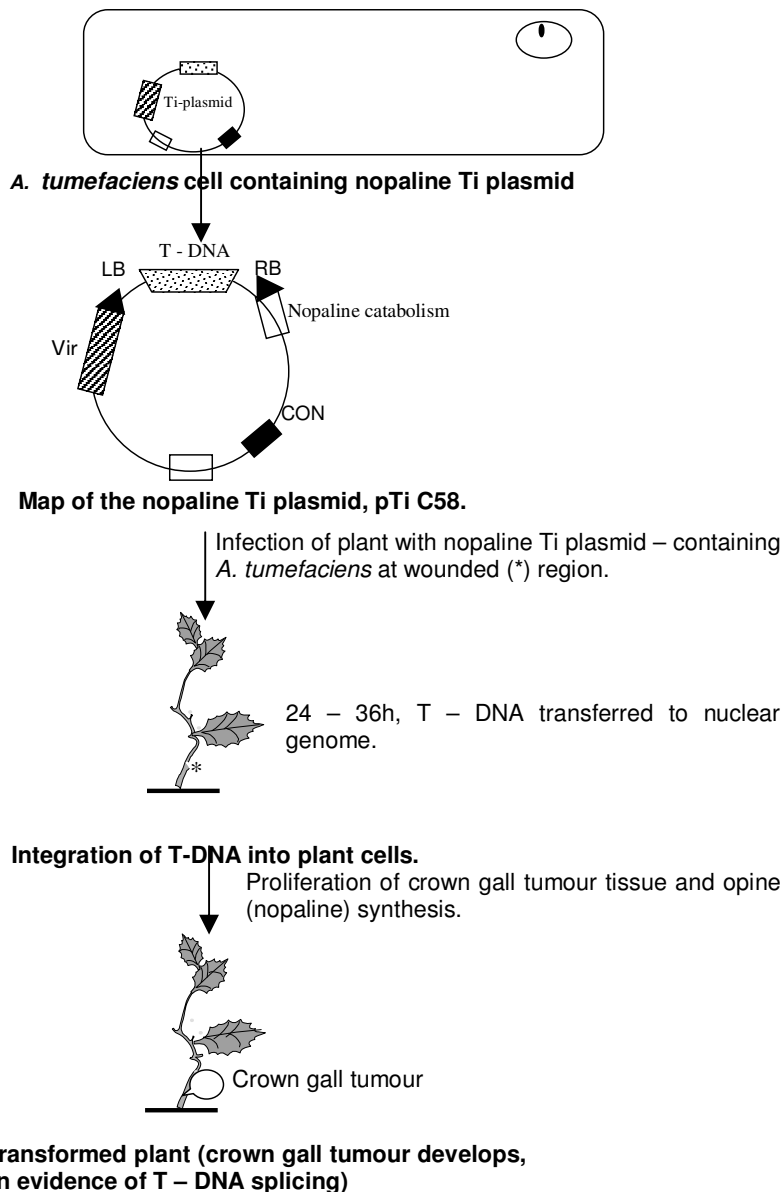 Ti-plasmid
A. tumefaciens cell containing nopaline Ti plasmid
T - DNA
LB
RB
Nopaline catabolism
Vir
CON
Map of the nopaline Ti plasmid, pTi C58.
Infection of plant with nopaline Ti plasmid – containing
A. tumefaciens at wounded (*) region.
24 – 36h, T – DNA transferred to nuclear
genome.
*
Integration of T-DNA into plant cells.
Proliferation of crown gall tumour tissue and opine
(nopaline) synthesis.
Crown gall tumour
ransformed plant (crown gall tumour develops,
n evidence of T – DNA splicing)